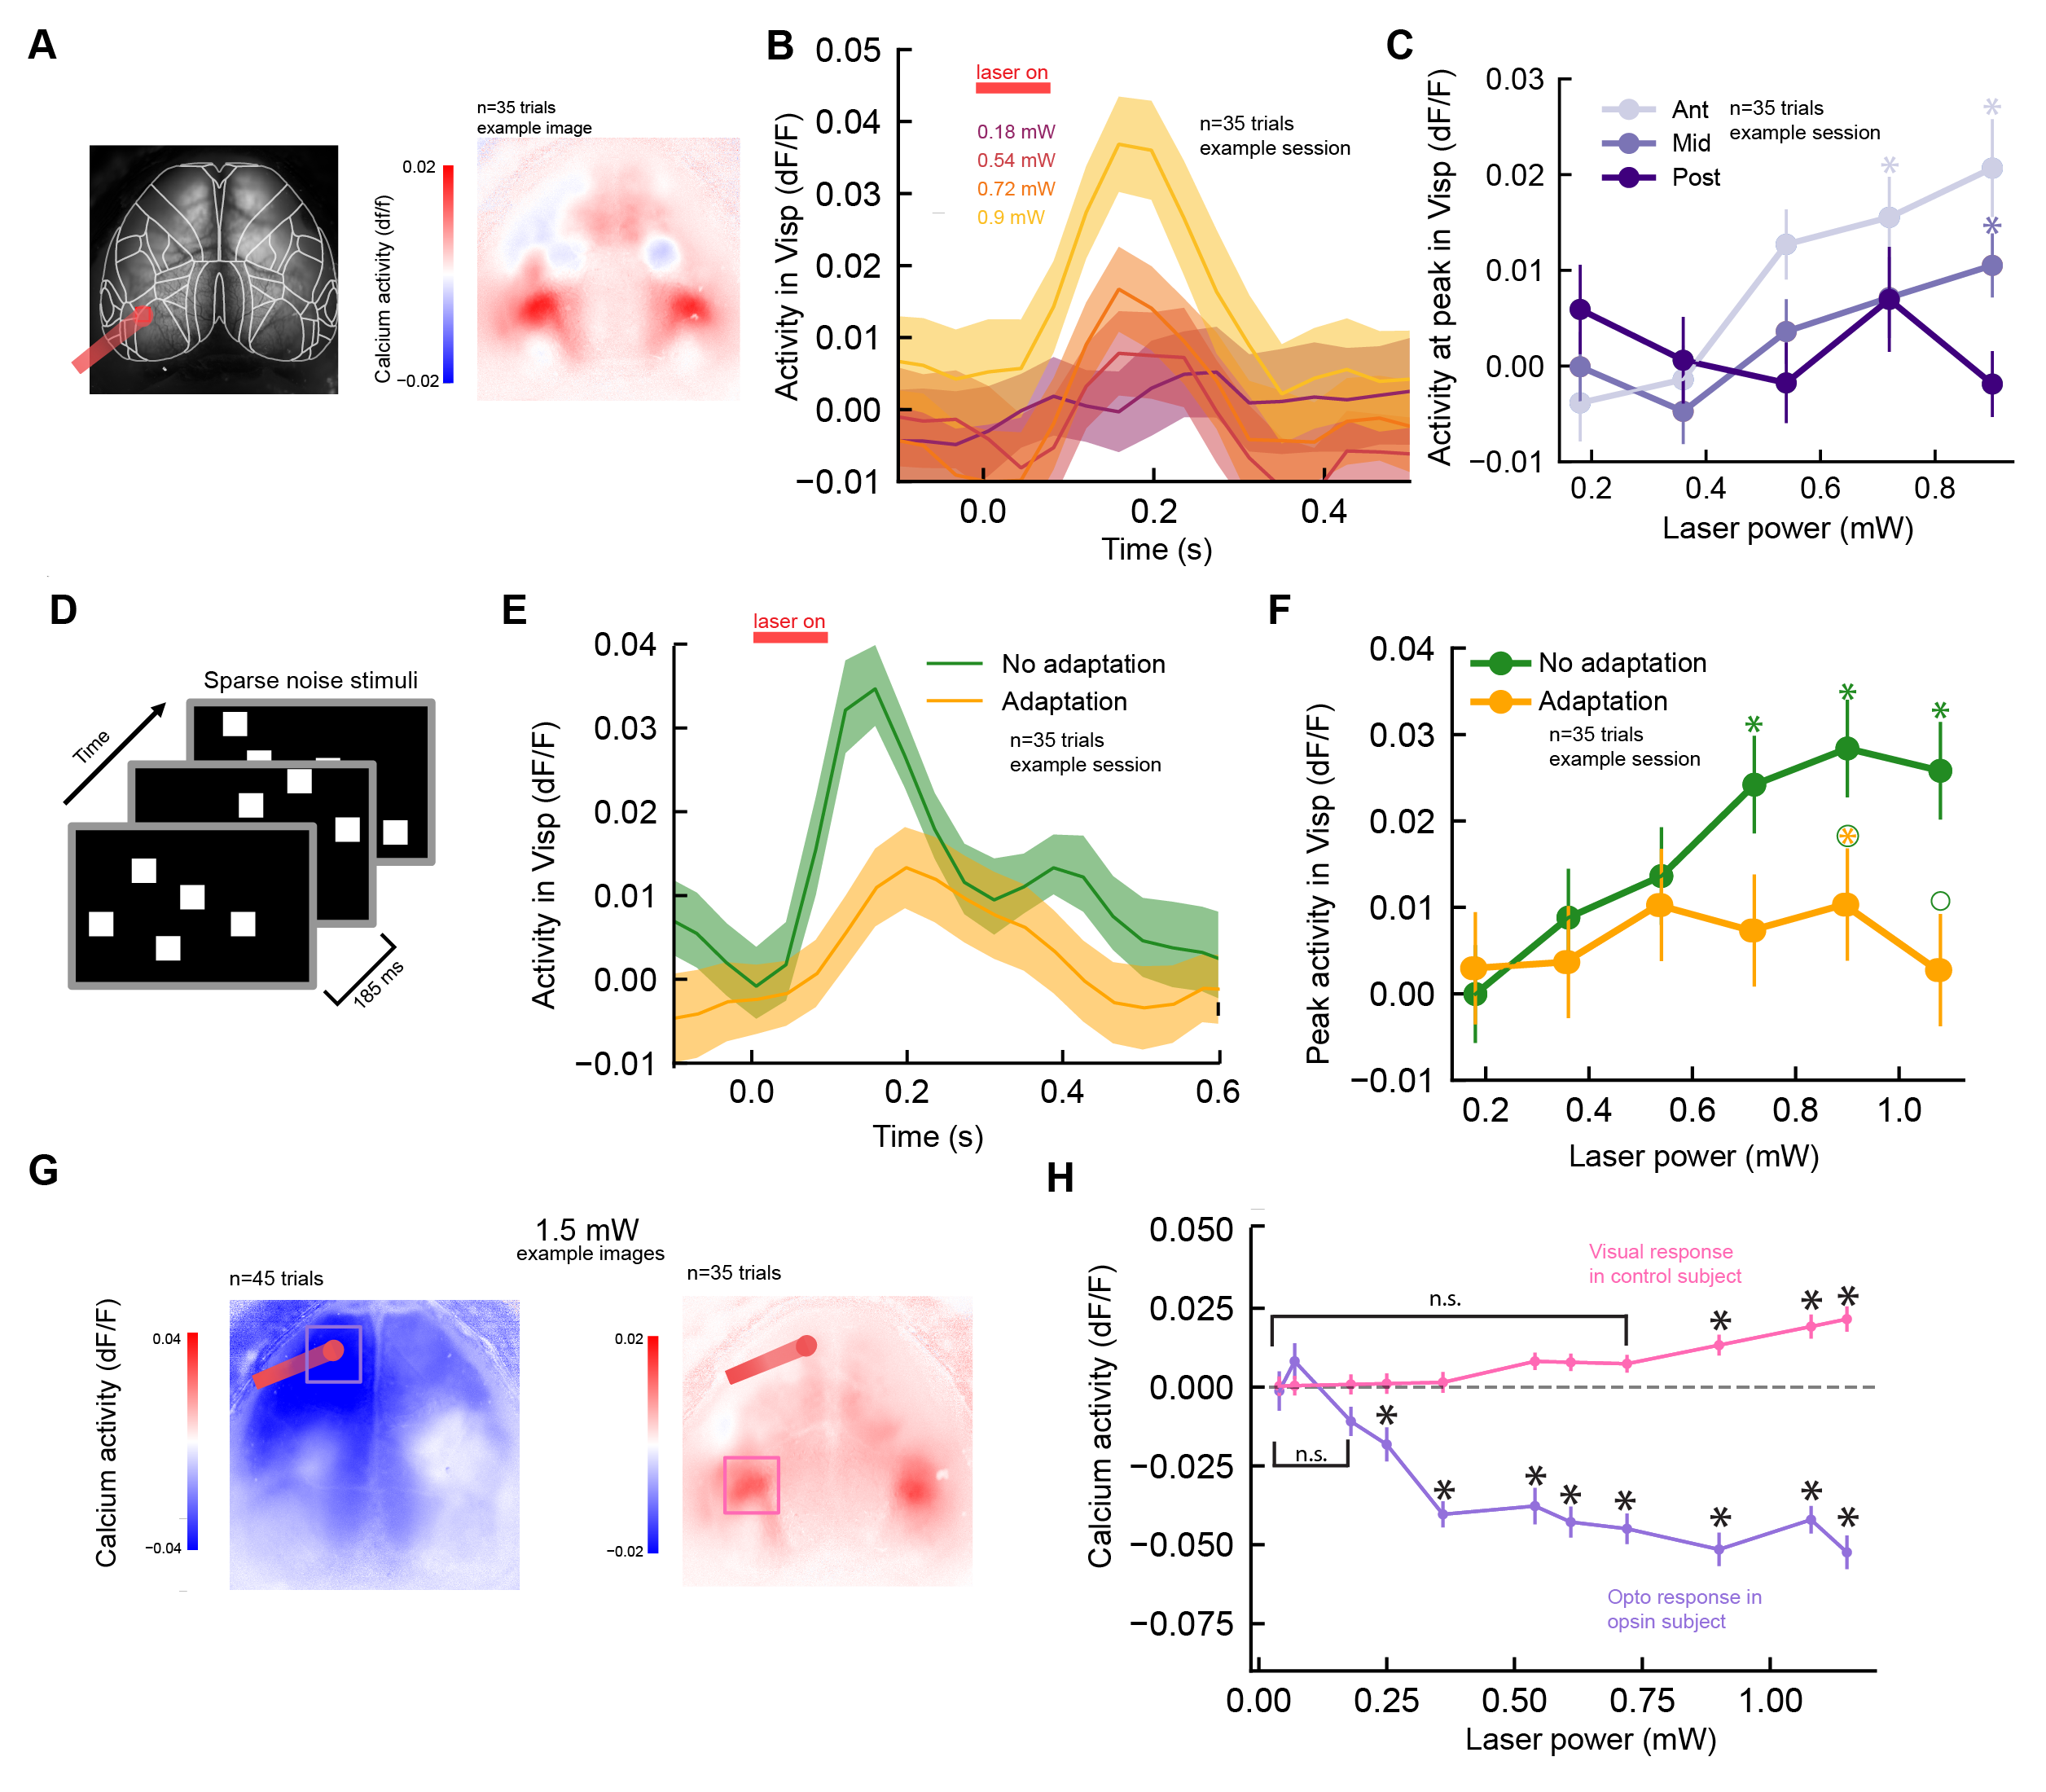 A
n=35 trials
example image
0.02
Calcium activity (df/f)
−0.02
B
0.05
0.04
0.03
0.02
0.01
0.00
−0.01
Activity in Visp (dF/F)
laser on
0.18 mW
0.54 mW
0.72 mW
0.9 mW
n=35 trials
example session
0.0
0.2
0.4
Time (s)
C
0.03
0.02
0.01
0.00
−0.01
Activity at peak in Visp (dF/F)
Ant
Mid
Post
n=35 trials
example session
*
*
*
0.2
0.4
0.6
0.8
Laser power (mW)
D
Sparse noise stimuli
Time
185 ms
E
laser on
0.04
0.03
0.02
0.01
0.00
−0.01
Activity in Visp (dF/F)
No adaptation
Adaptation
n=35 trials
example session
0.0
0.2
0.4
0.6
Time (s)
F
0.04
0.03
0.02
0.01
0.00
−0.01
Peak activity in Visp (dF/F)
No adaptation
Adaptation
n=35 trials
example session
*
*
*
*
0.2
0.4
0.6
0.8
1.0
Laser power (mW)
G
1.5 mW
example images
n=45 trials
n=35 trials
Calcium activity (dF/F)
0.04
−0.04
0.02
−0.02
H
0.050
0.025
0.000
−0.025
−0.050
−0.075
Calcium activity (dF/F)
Visual response
in control subject
n.s.
* * *
n.s.
* * * * * * * *
Opto response in
opsin subject
0.00
0.25
0.50
0.75
1.00
Laser power (mW)